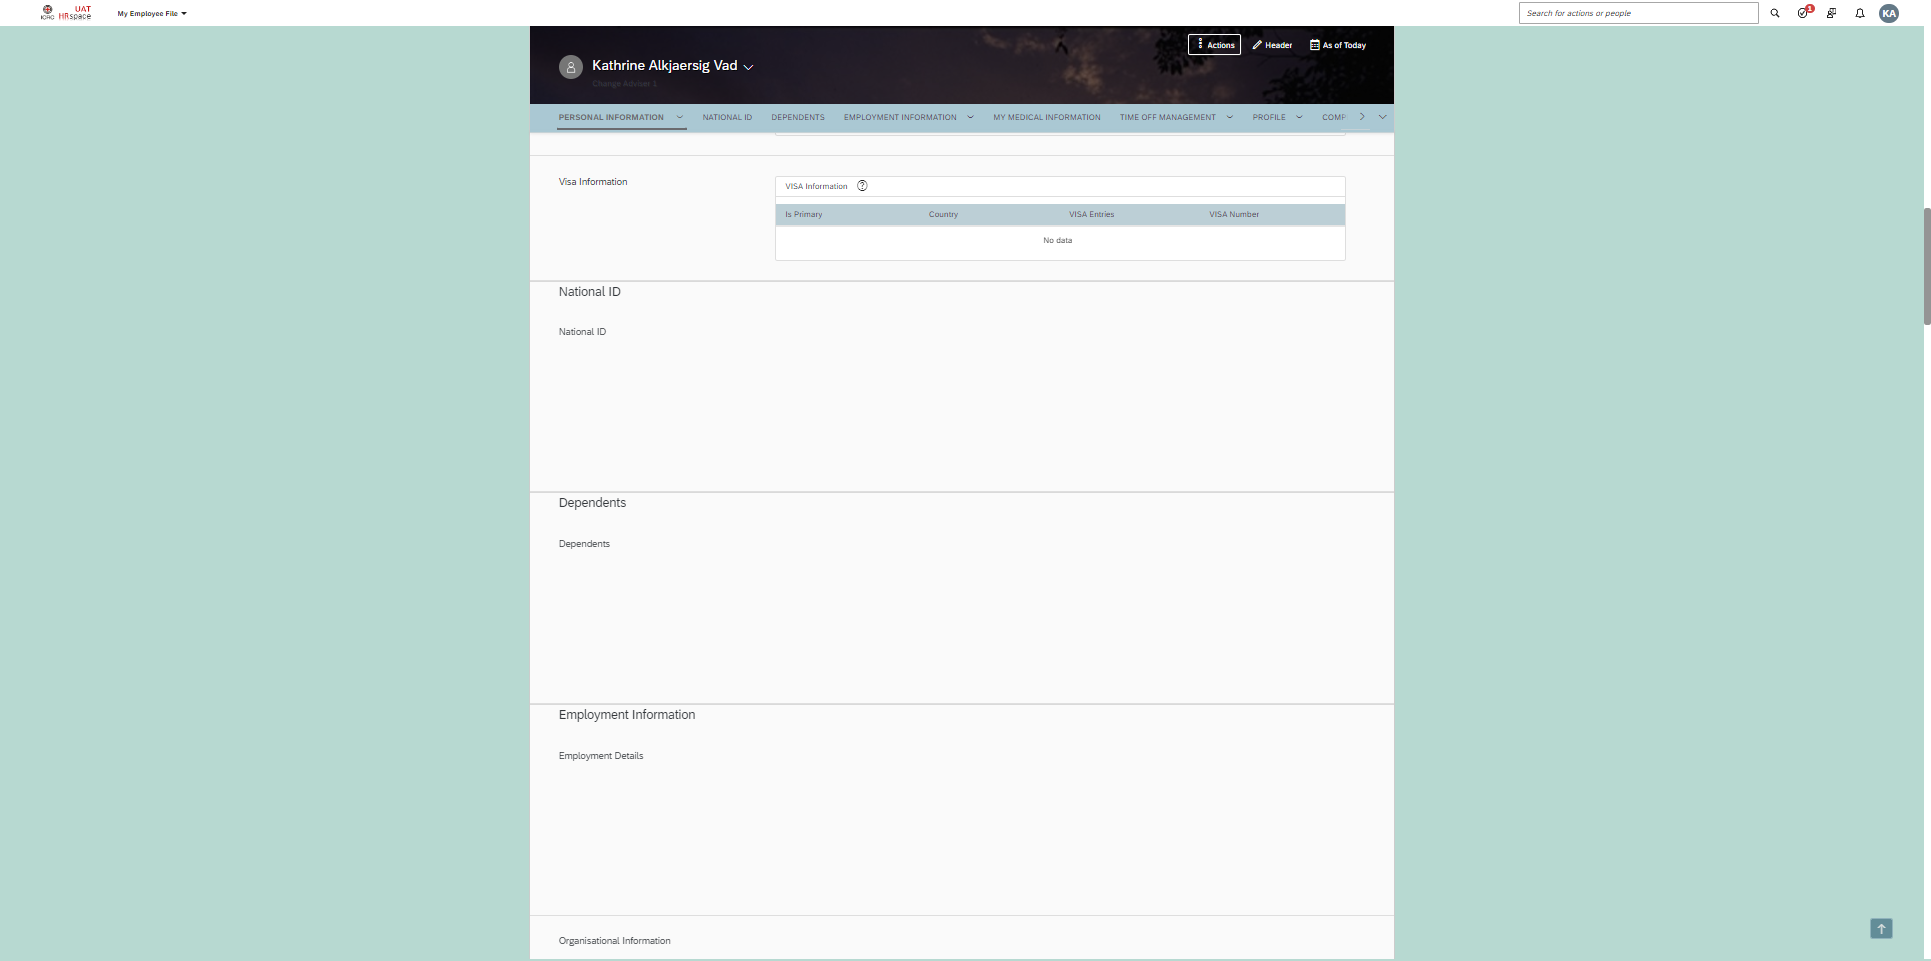 ICRC UAT HRspace My Employee File Search for actions or people 1 KA
Actions Header As of Today
Kathrine Alkjaersig Vad
Change Adviser 1
PERSONAL INFORMATION NATIONAL ID DEPENDENTS EMPLOYMENT INFORMATION MY MEDICAL INFORMATION TIME OFF MANAGEMENT PROFILE COMP
Visa Information
VISA Information ?
Is Primary Country VISA Entries VISA Number
No data
National ID
National ID
Dependents
Dependents
Employment Information
Employment Details
Organisational Information